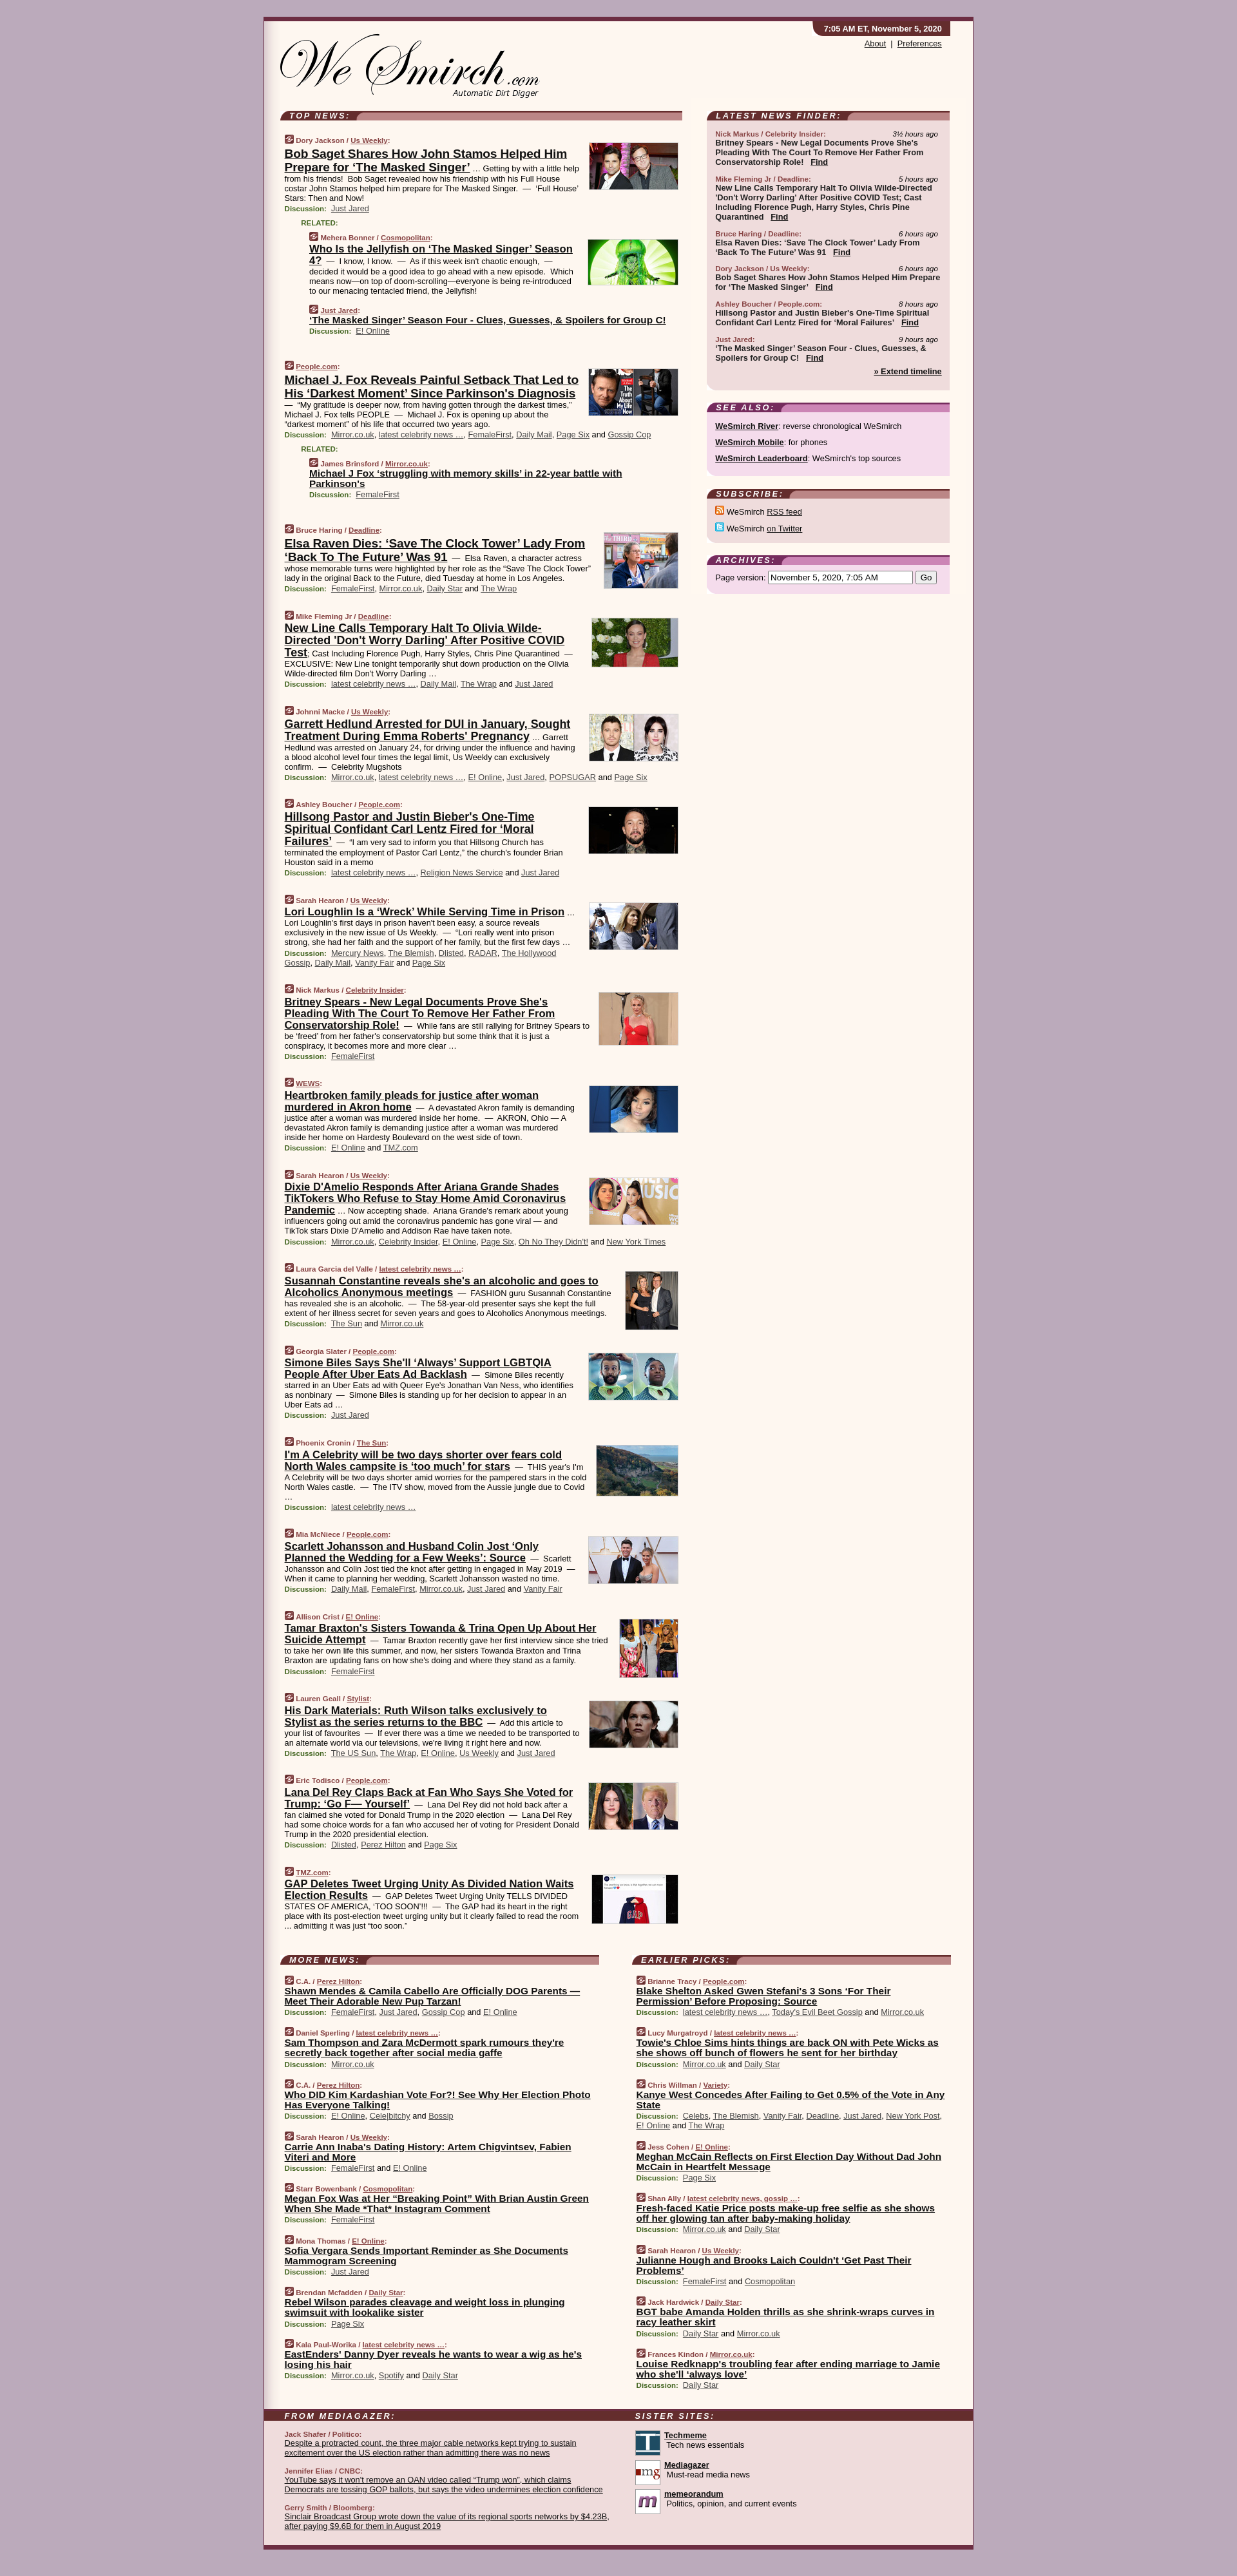 7:05 AM ET, November 5, 2020
About | Preferences
We Smirch.com
Automatic Dirt Digger
TOP NEWS:
Dory Jackson / Us Weekly:
Bob Saget Shares How John Stamos Helped Him
Prepare for ‘The Masked Singer’ … Getting by with a little help
from his friends! Bob Saget revealed how his friendship with his Full House
costar John Stamos helped him prepare for The Masked Singer. — ‘Full House’
Stars: Then and Now!
Discussion: Just Jared
RELATED:
Mehera Bonner / Cosmopolitan:
Who Is the Jellyfish on ‘The Masked Singer’ Season
4? — I know, I know. — As if this week isn't chaotic enough, —
decided it would be a good idea to go ahead with a new episode. Which
means now—on top of doom-scrolling—everyone is being re-introduced
to our menacing tentacled friend, the Jellyfish!
Just Jared:
‘The Masked Singer’ Season Four - Clues, Guesses, & Spoilers for Group C!
Discussion: E! Online
People.com:
Michael J. Fox Reveals Painful Setback That Led to
His ‘Darkest Moment’ Since Parkinson's Diagnosis
— “My gratitude is deeper now, from having gotten through the darkest times,”
Michael J. Fox tells PEOPLE — Michael J. Fox is opening up about the
“darkest moment” of his life that occurred two years ago.
Discussion: Mirror.co.uk, latest celebrity news …, FemaleFirst, Daily Mail, Page Six and Gossip Cop
RELATED:
James Brinsford / Mirror.co.uk:
Michael J Fox ‘struggling with memory skills’ in 22-year battle with
Parkinson's
Discussion: FemaleFirst
Bruce Haring / Deadline:
Elsa Raven Dies: ‘Save The Clock Tower’ Lady From
‘Back To The Future’ Was 91 — Elsa Raven, a character actress
whose memorable turns were highlighted by her role as the “Save The Clock Tower”
lady in the original Back to the Future, died Tuesday at home in Los Angeles.
Discussion: FemaleFirst, Mirror.co.uk, Daily Star and The Wrap
Mike Fleming Jr / Deadline:
New Line Calls Temporary Halt To Olivia Wilde-
Directed 'Don't Worry Darling' After Positive COVID
Test; Cast Including Florence Pugh, Harry Styles, Chris Pine Quarantined —
EXCLUSIVE: New Line tonight temporarily shut down production on the Olivia
Wilde-directed film Don't Worry Darling …
Discussion: latest celebrity news …, Daily Mail, The Wrap and Just Jared
Johnni Macke / Us Weekly:
Garrett Hedlund Arrested for DUI in January, Sought
Treatment During Emma Roberts' Pregnancy … Garrett
Hedlund was arrested on January 24, for driving under the influence and having
a blood alcohol level four times the legal limit, Us Weekly can exclusively
confirm. — Celebrity Mugshots
Discussion: Mirror.co.uk, latest celebrity news …, E! Online, Just Jared, POPSUGAR and Page Six
Ashley Boucher / People.com:
Hillsong Pastor and Justin Bieber's One-Time
Spiritual Confidant Carl Lentz Fired for ‘Moral
Failures’ — “I am very sad to inform you that Hillsong Church has
terminated the employment of Pastor Carl Lentz,” the church's founder Brian
Houston said in a memo
Discussion: latest celebrity news …, Religion News Service and Just Jared
Sarah Hearon / Us Weekly:
Lori Loughlin Is a ‘Wreck’ While Serving Time in Prison …
Lori Loughlin's first days in prison haven't been easy, a source reveals
exclusively in the new issue of Us Weekly. — “Lori really went into prison
strong, she had her faith and the support of her family, but the first few days …
Discussion: Mercury News, The Blemish, Dlisted, RADAR, The Hollywood
Gossip, Daily Mail, Vanity Fair and Page Six
Nick Markus / Celebrity Insider:
Britney Spears - New Legal Documents Prove She's
Pleading With The Court To Remove Her Father From
Conservatorship Role! — While fans are still rallying for Britney Spears to
be ‘freed’ from her father's conservatorship but some think that it is just a
conspiracy, it becomes more and more clear …
Discussion: FemaleFirst
WEWS:
Heartbroken family pleads for justice after woman
murdered in Akron home — A devastated Akron family is demanding
justice after a woman was murdered inside her home. — AKRON, Ohio — A
devastated Akron family is demanding justice after a woman was murdered
inside her home on Hardesty Boulevard on the west side of town.
Discussion: E! Online and TMZ.com
Sarah Hearon / Us Weekly:
Dixie D'Amelio Responds After Ariana Grande Shades
TikTokers Who Refuse to Stay Home Amid Coronavirus
Pandemic … Now accepting shade. Ariana Grande's remark about young
influencers going out amid the coronavirus pandemic has gone viral — and
TikTok stars Dixie D'Amelio and Addison Rae have taken note.
Discussion: Mirror.co.uk, Celebrity Insider, E! Online, Page Six, Oh No They Didn't! and New York Times
Laura Garcia del Valle / latest celebrity news …:
Susannah Constantine reveals she's an alcoholic and goes to
Alcoholics Anonymous meetings — FASHION guru Susannah Constantine
has revealed she is an alcoholic. — The 58-year-old presenter says she kept the full
extent of her illness secret for seven years and goes to Alcoholics Anonymous meetings.
Discussion: The Sun and Mirror.co.uk
Georgia Slater / People.com:
Simone Biles Says She'll ‘Always’ Support LGBTQIA
People After Uber Eats Ad Backlash — Simone Biles recently
starred in an Uber Eats ad with Queer Eye's Jonathan Van Ness, who identifies
as nonbinary — Simone Biles is standing up for her decision to appear in an
Uber Eats ad …
Discussion: Just Jared
Phoenix Cronin / The Sun:
I'm A Celebrity will be two days shorter over fears cold
North Wales campsite is ‘too much’ for stars — THIS year's I'm
A Celebrity will be two days shorter amid worries for the pampered stars in the cold
North Wales castle. — The ITV show, moved from the Aussie jungle due to Covid
…
Discussion: latest celebrity news …
Mia McNiece / People.com:
Scarlett Johansson and Husband Colin Jost ‘Only
Planned the Wedding for a Few Weeks’: Source — Scarlett
Johansson and Colin Jost tied the knot after getting in engaged in May 2019 —
When it came to planning her wedding, Scarlett Johansson wasted no time.
Discussion: Daily Mail, FemaleFirst, Mirror.co.uk, Just Jared and Vanity Fair
Allison Crist / E! Online:
Tamar Braxton's Sisters Towanda & Trina Open Up About Her
Suicide Attempt — Tamar Braxton recently gave her first interview since she tried
to take her own life this summer, and now, her sisters Towanda Braxton and Trina
Braxton are updating fans on how she's doing and where they stand as a family.
Discussion: FemaleFirst
Lauren Geall / Stylist:
His Dark Materials: Ruth Wilson talks exclusively to
Stylist as the series returns to the BBC — Add this article to
your list of favourites — If ever there was a time we needed to be transported to
an alternate world via our televisions, we're living it right here and now.
Discussion: The US Sun, The Wrap, E! Online, Us Weekly and Just Jared
Eric Todisco / People.com:
Lana Del Rey Claps Back at Fan Who Says She Voted for
Trump: ‘Go F— Yourself’ — Lana Del Rey did not hold back after a
fan claimed she voted for Donald Trump in the 2020 election — Lana Del Rey
had some choice words for a fan who accused her of voting for President Donald
Trump in the 2020 presidential election.
Discussion: Dlisted, Perez Hilton and Page Six
TMZ.com:
GAP Deletes Tweet Urging Unity As Divided Nation Waits
Election Results — GAP Deletes Tweet Urging Unity TELLS DIVIDED
STATES OF AMERICA, ‘TOO SOON’!!! — The GAP had its heart in the right
place with its post-election tweet urging unity but it clearly failed to read the room
... admitting it was just “too soon.”
LATEST NEWS FINDER:
Nick Markus / Celebrity Insider: 3½ hours ago
Britney Spears - New Legal Documents Prove She's
Pleading With The Court To Remove Her Father From
Conservatorship Role! Find
Mike Fleming Jr / Deadline: 5 hours ago
New Line Calls Temporary Halt To Olivia Wilde-Directed
'Don't Worry Darling' After Positive COVID Test; Cast
Including Florence Pugh, Harry Styles, Chris Pine
Quarantined Find
Bruce Haring / Deadline: 6 hours ago
Elsa Raven Dies: ‘Save The Clock Tower’ Lady From
‘Back To The Future’ Was 91 Find
Dory Jackson / Us Weekly: 6 hours ago
Bob Saget Shares How John Stamos Helped Him Prepare
for ‘The Masked Singer’ Find
Ashley Boucher / People.com: 8 hours ago
Hillsong Pastor and Justin Bieber's One-Time Spiritual
Confidant Carl Lentz Fired for ‘Moral Failures’ Find
Just Jared: 9 hours ago
‘The Masked Singer’ Season Four - Clues, Guesses, &
Spoilers for Group C! Find
» Extend timeline
SEE ALSO:
WeSmirch River: reverse chronological WeSmirch
WeSmirch Mobile: for phones
WeSmirch Leaderboard: WeSmirch's top sources
SUBSCRIBE:
WeSmirch RSS feed
WeSmirch on Twitter
ARCHIVES:
Page version: November 5, 2020, 7:05 AM Go
MORE NEWS:
C.A. / Perez Hilton:
Shawn Mendes & Camila Cabello Are Officially DOG Parents —
Meet Their Adorable New Pup Tarzan!
Discussion: FemaleFirst, Just Jared, Gossip Cop and E! Online
Daniel Sperling / latest celebrity news …:
Sam Thompson and Zara McDermott spark rumours they're
secretly back together after social media gaffe
Discussion: Mirror.co.uk
C.A. / Perez Hilton:
Who DID Kim Kardashian Vote For?! See Why Her Election Photo
Has Everyone Talking!
Discussion: E! Online, Cele|bitchy and Bossip
Sarah Hearon / Us Weekly:
Carrie Ann Inaba's Dating History: Artem Chigvintsev, Fabien
Viteri and More
Discussion: FemaleFirst and E! Online
Starr Bowenbank / Cosmopolitan:
Megan Fox Was at Her “Breaking Point” With Brian Austin Green
When She Made *That* Instagram Comment
Discussion: FemaleFirst
Mona Thomas / E! Online:
Sofia Vergara Sends Important Reminder as She Documents
Mammogram Screening
Discussion: Just Jared
Brendan Mcfadden / Daily Star:
Rebel Wilson parades cleavage and weight loss in plunging
swimsuit with lookalike sister
Discussion: Page Six
Kala Paul-Worika / latest celebrity news …:
EastEnders' Danny Dyer reveals he wants to wear a wig as he's
losing his hair
Discussion: Mirror.co.uk, Spotify and Daily Star
EARLIER PICKS:
Brianne Tracy / People.com:
Blake Shelton Asked Gwen Stefani's 3 Sons ‘For Their
Permission’ Before Proposing: Source
Discussion: latest celebrity news …, Today's Evil Beet Gossip and Mirror.co.uk
Lucy Murgatroyd / latest celebrity news …:
Towie's Chloe Sims hints things are back ON with Pete Wicks as
she shows off bunch of flowers he sent for her birthday
Discussion: Mirror.co.uk and Daily Star
Chris Willman / Variety:
Kanye West Concedes After Failing to Get 0.5% of the Vote in Any
State
Discussion: Celebs, The Blemish, Vanity Fair, Deadline, Just Jared, New York Post,
E! Online and The Wrap
Jess Cohen / E! Online:
Meghan McCain Reflects on First Election Day Without Dad John
McCain in Heartfelt Message
Discussion: Page Six
Shan Ally / latest celebrity news, gossip …:
Fresh-faced Katie Price posts make-up free selfie as she shows
off her glowing tan after baby-making holiday
Discussion: Mirror.co.uk and Daily Star
Sarah Hearon / Us Weekly:
Julianne Hough and Brooks Laich Couldn't ‘Get Past Their
Problems’
Discussion: FemaleFirst and Cosmopolitan
Jack Hardwick / Daily Star:
BGT babe Amanda Holden thrills as she shrink-wraps curves in
racy leather skirt
Discussion: Daily Star and Mirror.co.uk
Frances Kindon / Mirror.co.uk:
Louise Redknapp's troubling fear after ending marriage to Jamie
who she'll ‘always love’
Discussion: Daily Star
FROM MEDIAGAZER:
Jack Shafer / Politico:
Despite a protracted count, the three major cable networks kept trying to sustain
excitement over the US election rather than admitting there was no news
Jennifer Elias / CNBC:
YouTube says it won't remove an OAN video called “Trump won”, which claims
Democrats are tossing GOP ballots, but says the video undermines election confidence
Gerry Smith / Bloomberg:
Sinclair Broadcast Group wrote down the value of its regional sports networks by $4.23B,
after paying $9.6B for them in August 2019
SISTER SITES:
Techmeme
Tech news essentials
Mediagazer
Must-read media news
memeorandum
Politics, opinion, and current events